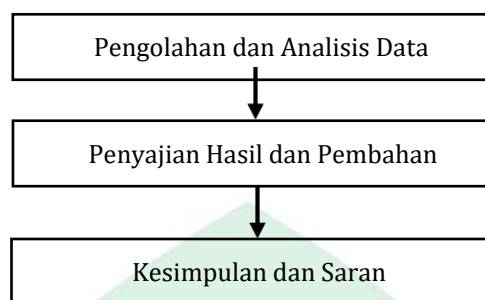 Pengolahan dan Analisis Data
Penyajian Hasil dan Pembahan
Kesimpulan dan Saran